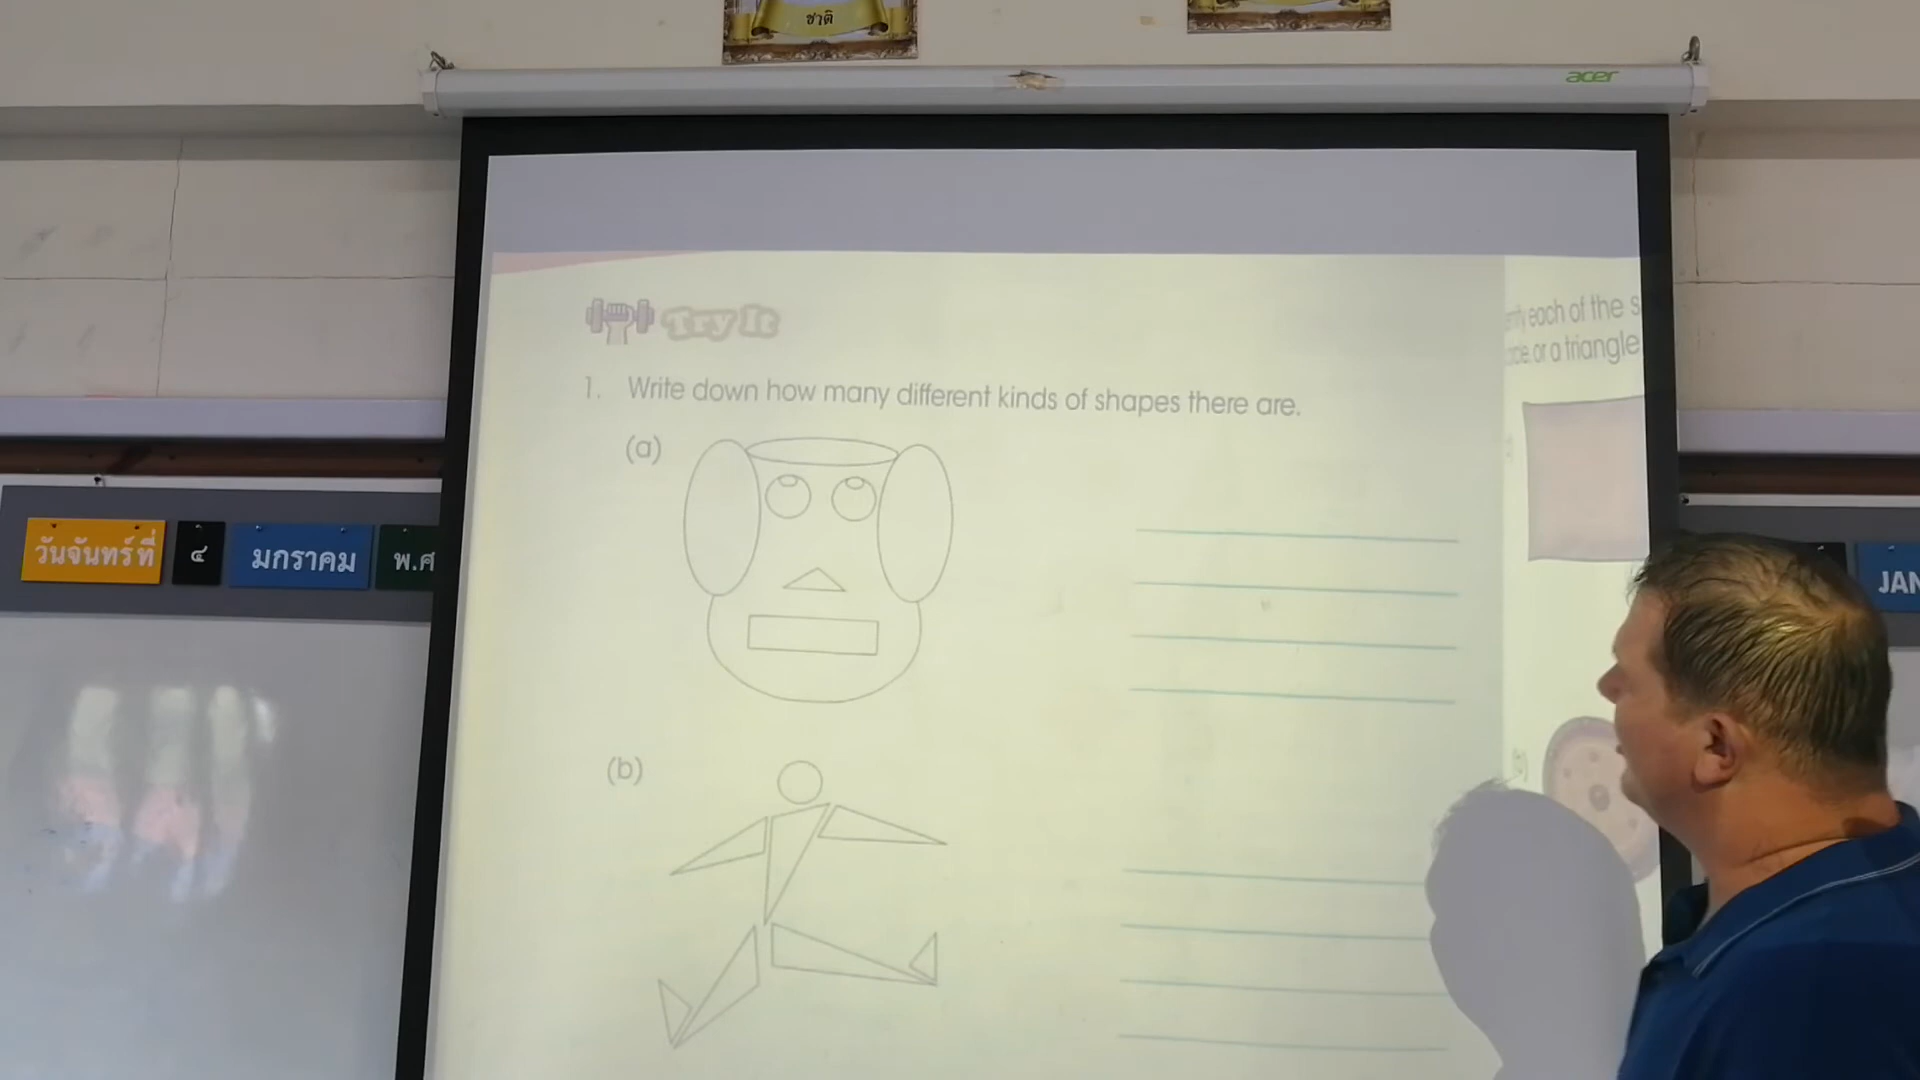 ชาติ
acer
Try It
each of the s
or a triangle
1. Write down how many different kinds of shapes there are.
(a)
(b)
วันจันทร์ที่ ๔ มกราคม พ.ศ
JAN